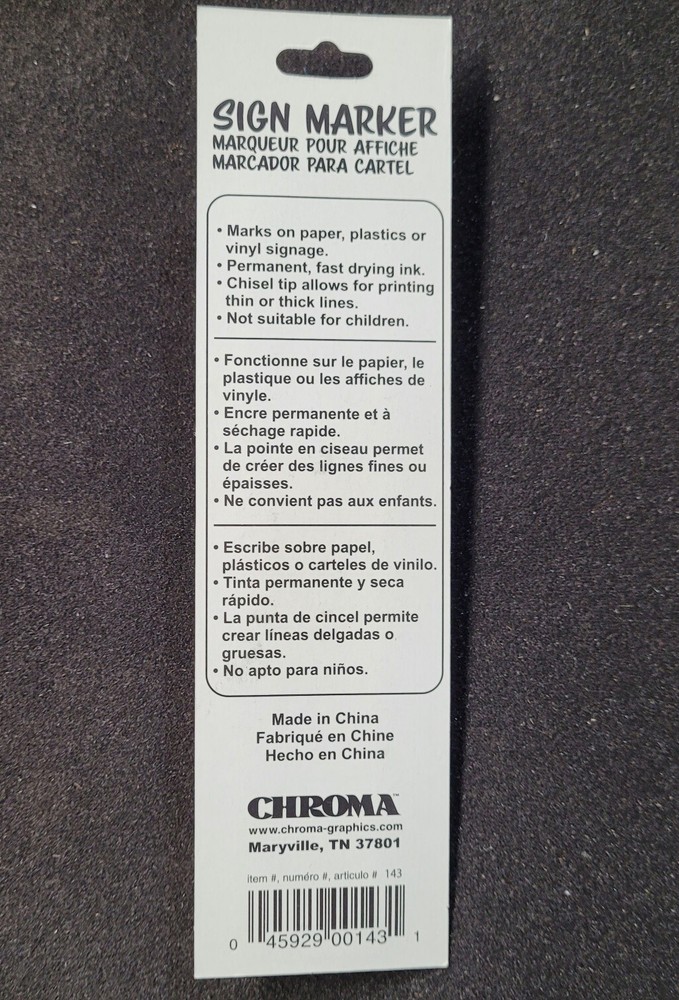 SIGN MARKER
MARQUEUR POUR AFFICHE
MARCADOR PARA CARTEL
• Marks on paper, plastics or
vinyl signage.
• Permanent, fast drying ink.
• Chisel tip allows for printing
thin or thick lines.
• Not suitable for children.
• Fonctionne sur le papier, le
plastique ou les affiches de
vinyle.
• Encre permanente et à
séchage rapide.
• La pointe en ciseau permet
de créer des lignes fines ou
épaisses.
• Ne convient pas aux enfants.
• Escribe sobre papel,
plásticos o carteles de vinilo.
• Tinta permanente y seca
rápido.
• La punta de cincel permite
crear líneas delgadas o
gruesas.
• No apto para niños.
Made in China
Fabriqué en Chine
Hecho en China
CHROMA™
www.chroma-graphics.com
Maryville, TN 37801
item #, numéro #, articulo # 143
0 45929 00143 1